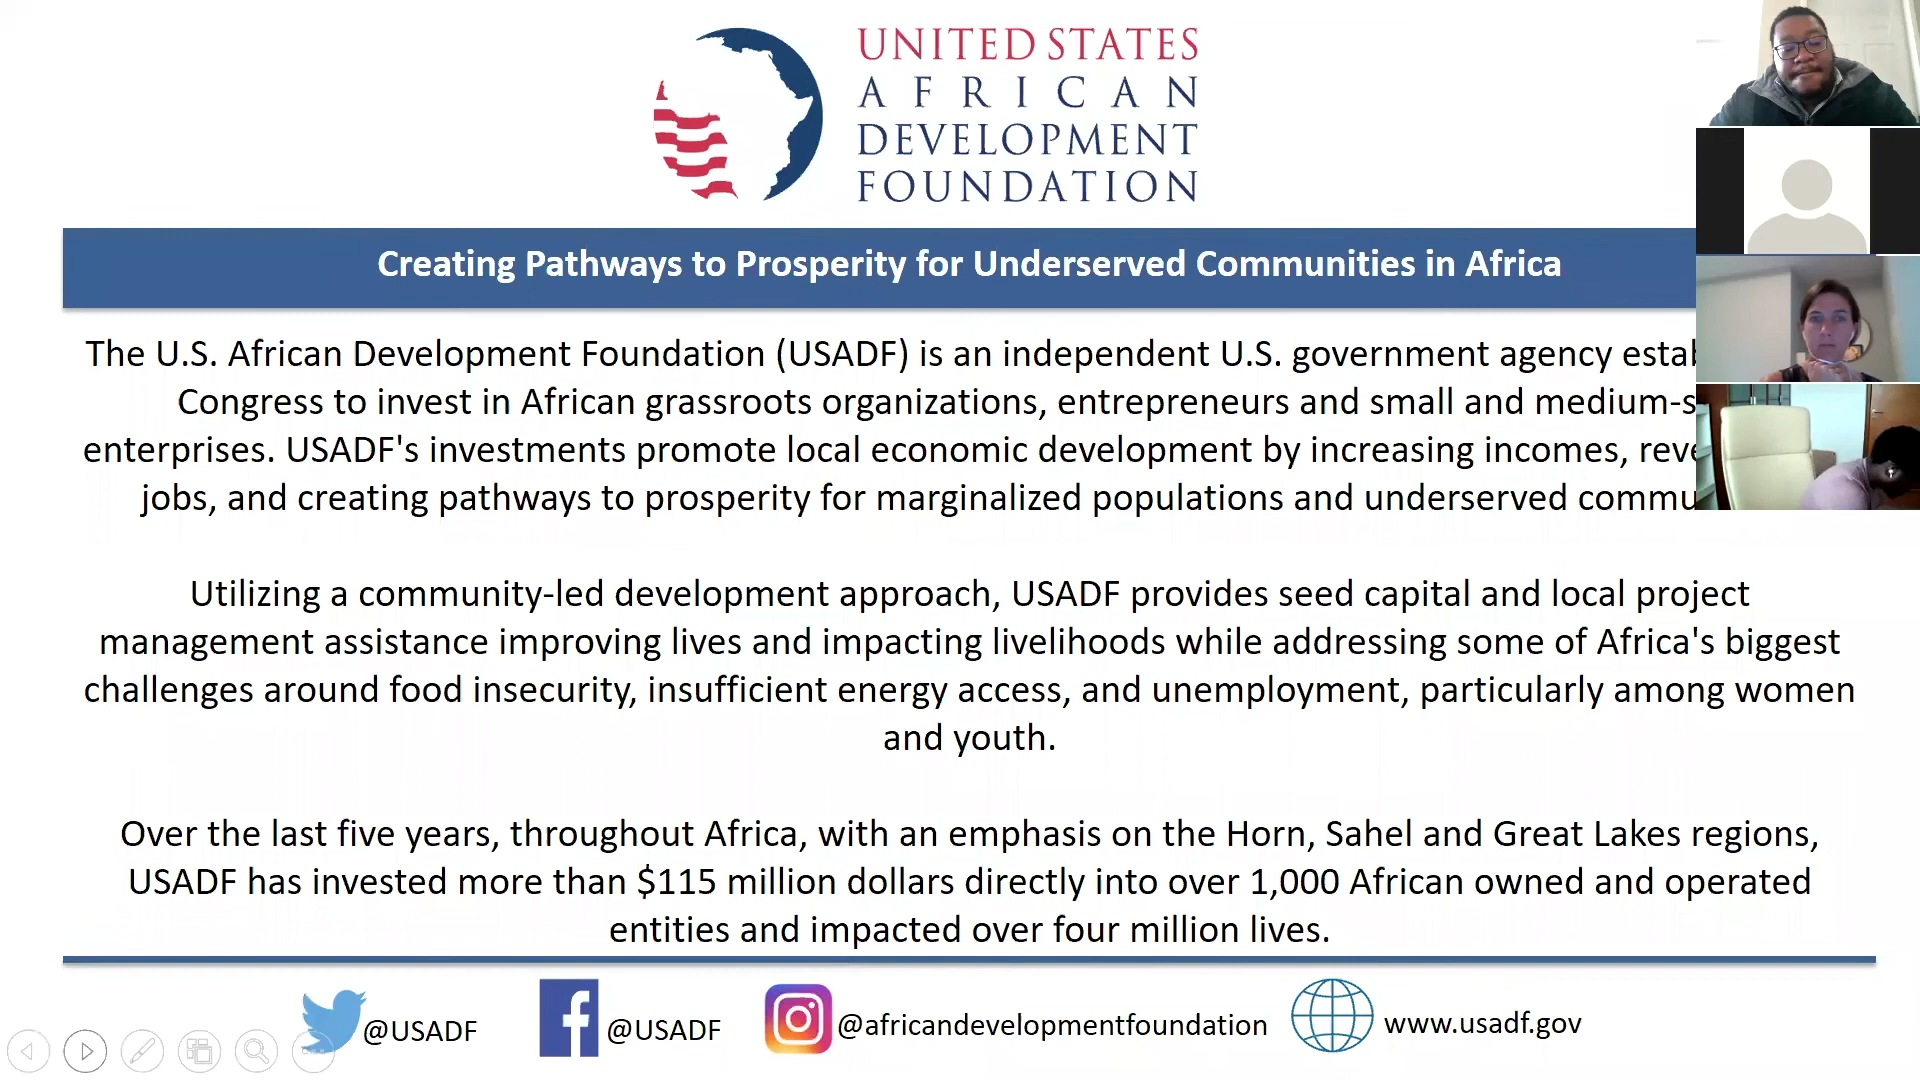 UNITED STATES
AFRICAN
DEVELOPMENT
FOUNDATION
Creating Pathways to Prosperity for Underserved Communities in Africa
The U.S. African Development Foundation (USADF) is an independent U.S. government agency
Congress to invest in African grassroots organizations, entrepreneurs and small and
enterprises. USADF's investments promote local economic development by increasing incomes,
jobs, and creating pathways to prosperity for marginalized populations and underserved
Utilizing a community-led development approach, USADF provides seed capital and local project
management assistance improving lives and impacting livelihoods while addressing some of Africa's biggest
challenges around food insecurity, insufficient energy access, and unemployment, particularly among women
and youth.
Over the last five years, throughout Africa, with an emphasis on the Horn, Sahel and Great Lakes regions,
USADF has invested more than $115 million dollars directly into over 1,000 African owned and operated
entities and impacted over four million lives.
@USADF
@USADF
@africandevelopmentfoundation
www.usadf.gov